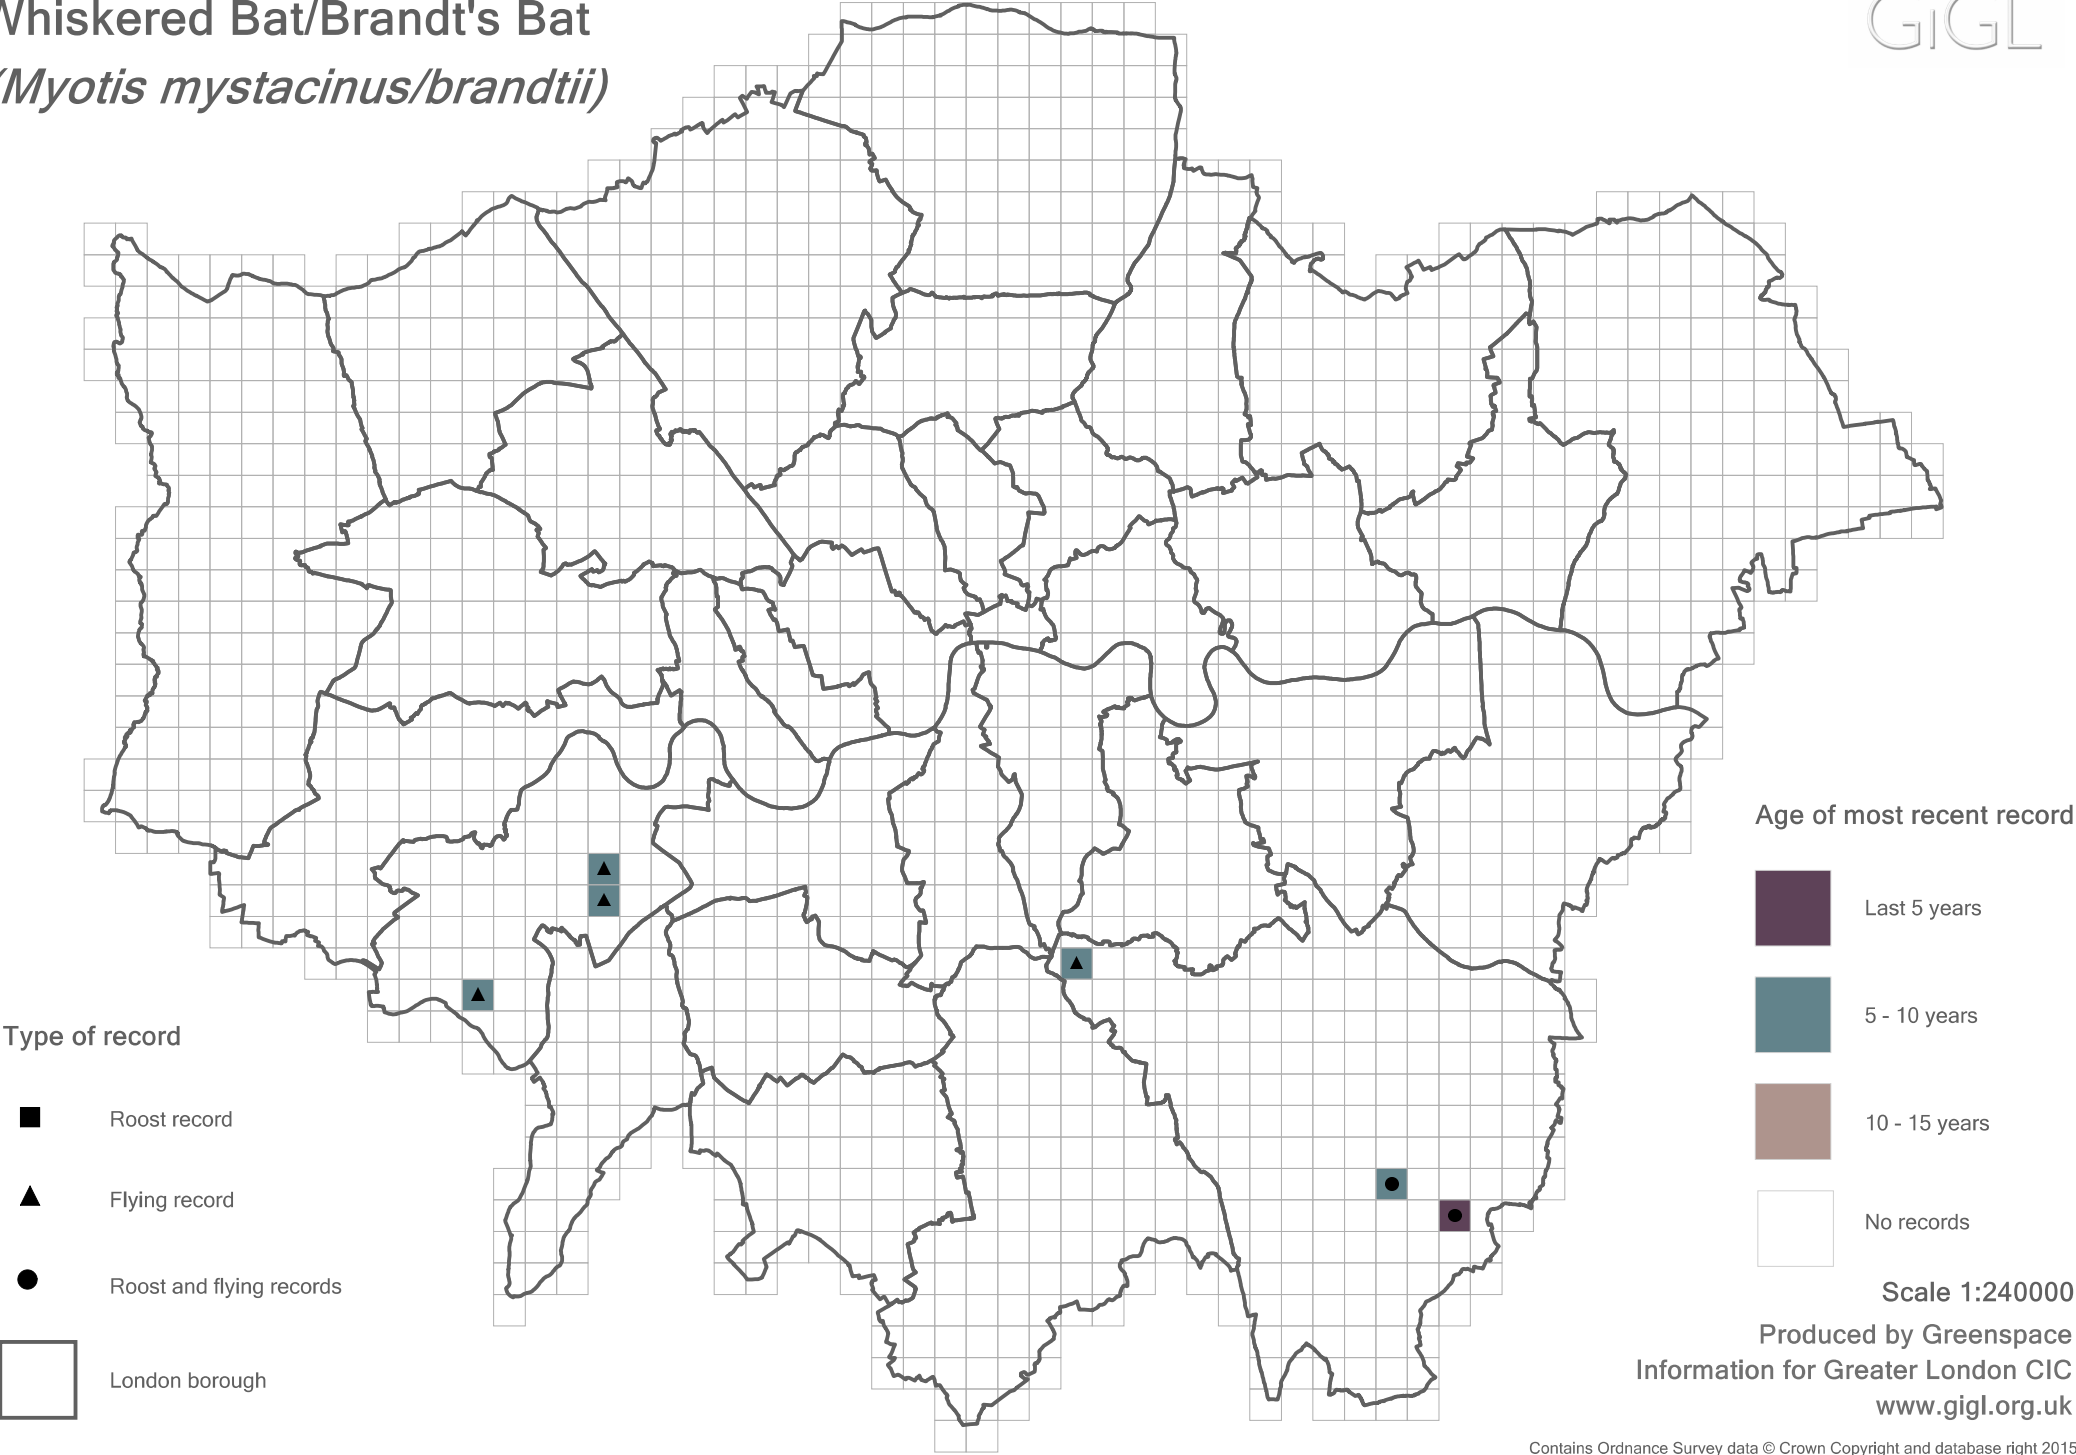 Whiskered Bat/Brandt's Bat
(Myotis mystacinus/brandtii)
GiGL
Age of most recent record
Last 5 years
5 - 10 years
10 - 15 years
No records
Type of record
Roost record
Flying record
Roost and flying records
London borough
Scale 1:240000
Produced by Greenspace
Information for Greater London CIC
www.gigl.org.uk
Contains Ordnance Survey data © Crown Copyright and database right 2015